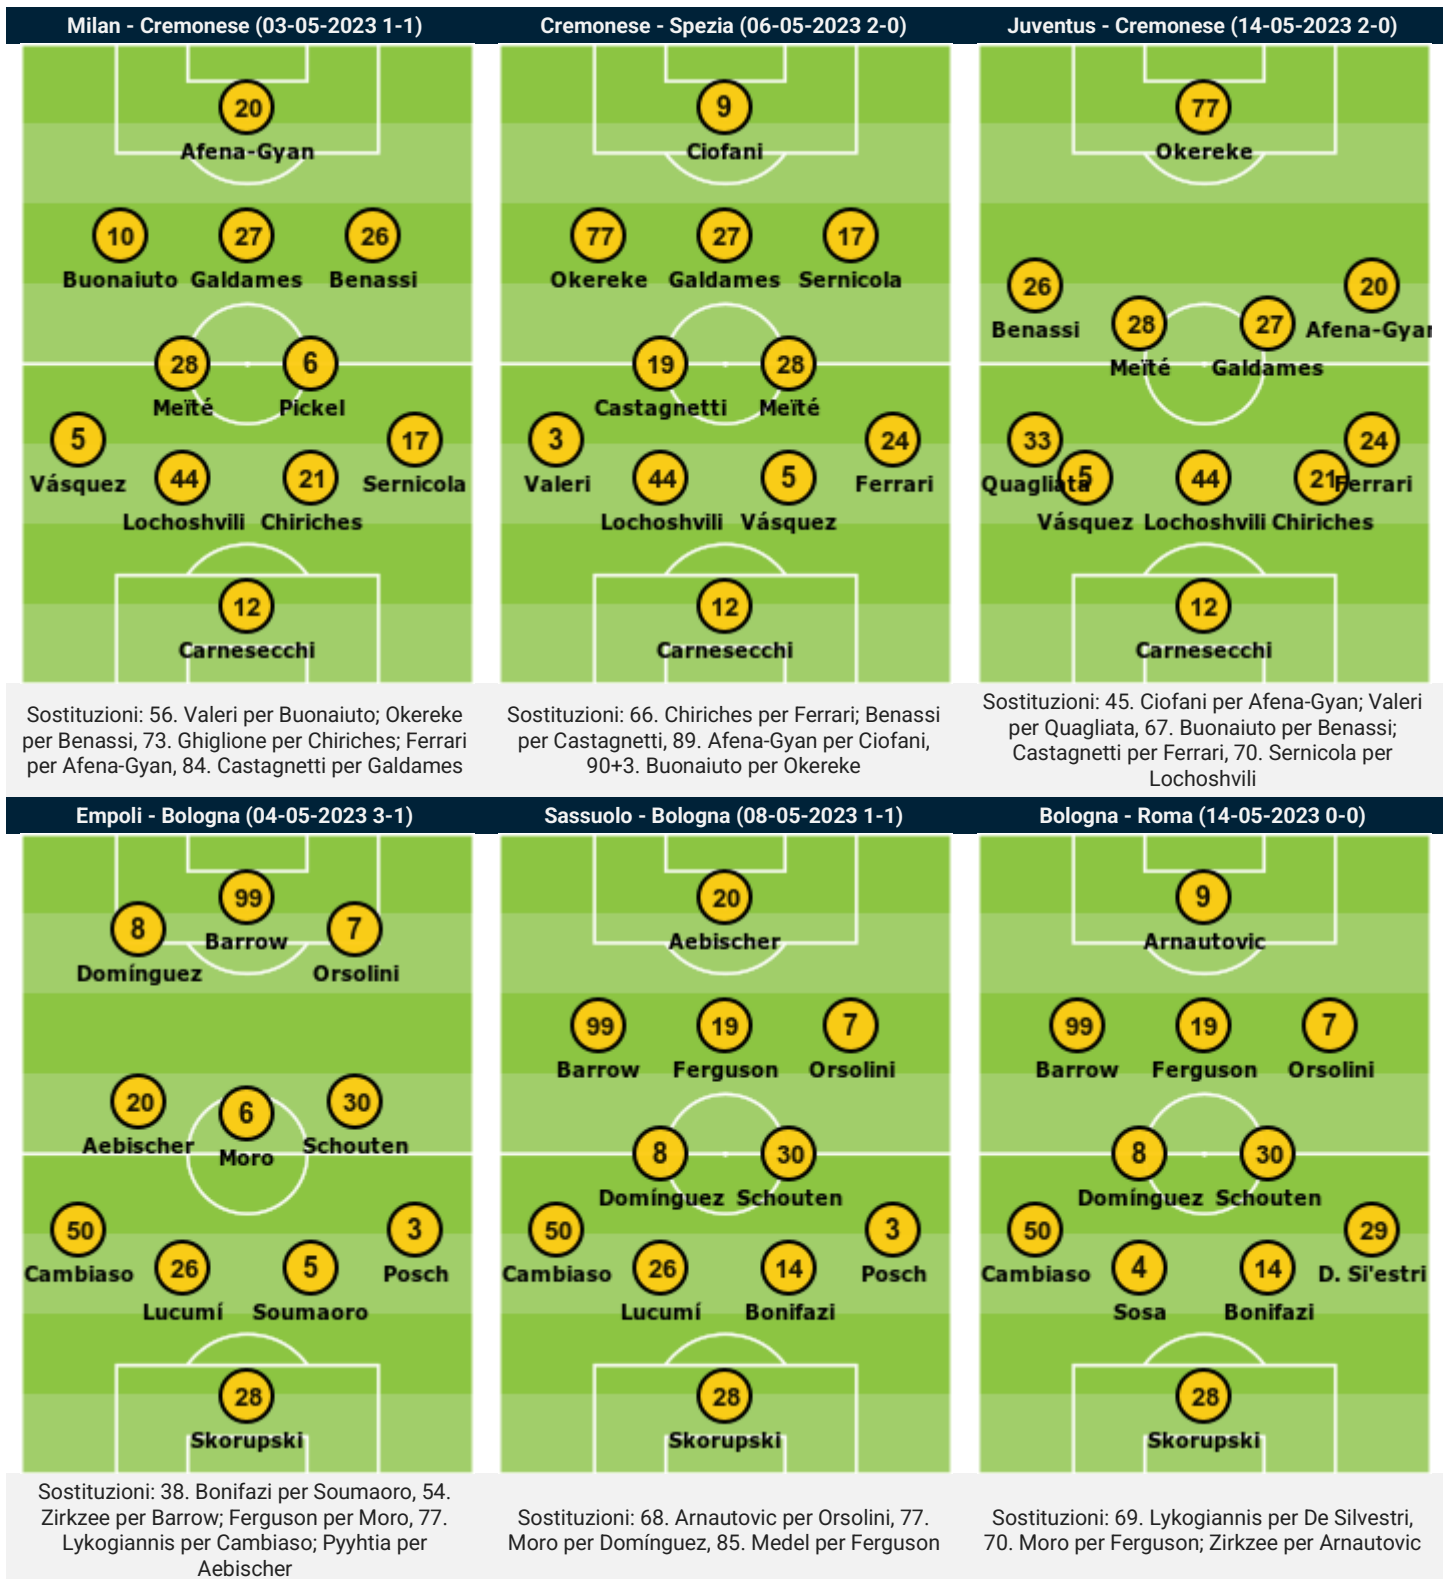 Milan - Cremonese (03-05-2023 1-1)
20
Afena-Gyan
10 27 26
Buonaiuto Galdames Benassi
28 6
Meïté Pickel
5 17
Vásquez Sernicola
44 21
Lochoshvili Chiriches
12
Carnesecchi
Sostituzioni: 56. Valeri per Buonaiuto; Okereke
per Benassi, 73. Ghiglione per Chiriches; Ferrari
per Afena-Gyan, 84. Castagnetti per Galdames
Cremonese - Spezia (06-05-2023 2-0)
9
Ciofani
77 27 17
Okereke Galdames Sernicola
19 28
Castagnetti Meïté
3 24
Valeri Ferrari
44 5
Lochoshvili Vásquez
12
Carnesecchi
Sostituzioni: 66. Chiriches per Ferrari; Benassi
per Castagnetti, 89. Afena-Gyan per Ciofani,
90+3. Buonaiuto per Okereke
Juventus - Cremonese (14-05-2023 2-0)
77
Okereke
26 20
Benassi Afena-Gyan
28 27
Meïté Galdames
33 24
Quagliata Ferrari
5 44 21
Vásquez Lochoshvili Chiriches
12
Carnesecchi
Sostituzioni: 45. Ciofani per Afena-Gyan; Valeri
per Quagliata, 67. Buonaiuto per Benassi;
Castagnetti per Ferrari, 70. Sernicola per
Lochoshvili
Empoli - Bologna (04-05-2023 3-1)
99
Barrow
8 7
Domínguez Orsolini
20 6 30
Aebischer Moro Schouten
50 3
Cambiaso Posch
26 5
Lucumí Soumaoro
28
Skorupski
Sostituzioni: 38. Bonifazi per Soumaoro, 54.
Zirkzee per Barrow; Ferguson per Moro, 77.
Lykogiannis per Cambiaso; Pyyhtia per
Aebischer
Sassuolo - Bologna (08-05-2023 1-1)
20
Aebischer
99 19 7
Barrow Ferguson Orsolini
8 30
Domínguez Schouten
50 3
Cambiaso Posch
26 14
Lucumí Bonifazi
28
Skorupski
Sostituzioni: 68. Arnautovic per Orsolini, 77.
Moro per Domínguez, 85. Medel per Ferguson
Bologna - Roma (14-05-2023 0-0)
9
Arnautovic
99 19 7
Barrow Ferguson Orsolini
8 30
Domínguez Schouten
50 29
Cambiaso D. Si'estri
4 14
Sosa Bonifazi
28
Skorupski
Sostituzioni: 69. Lykogiannis per De Silvestri,
70. Moro per Ferguson; Zirkzee per Arnautovic